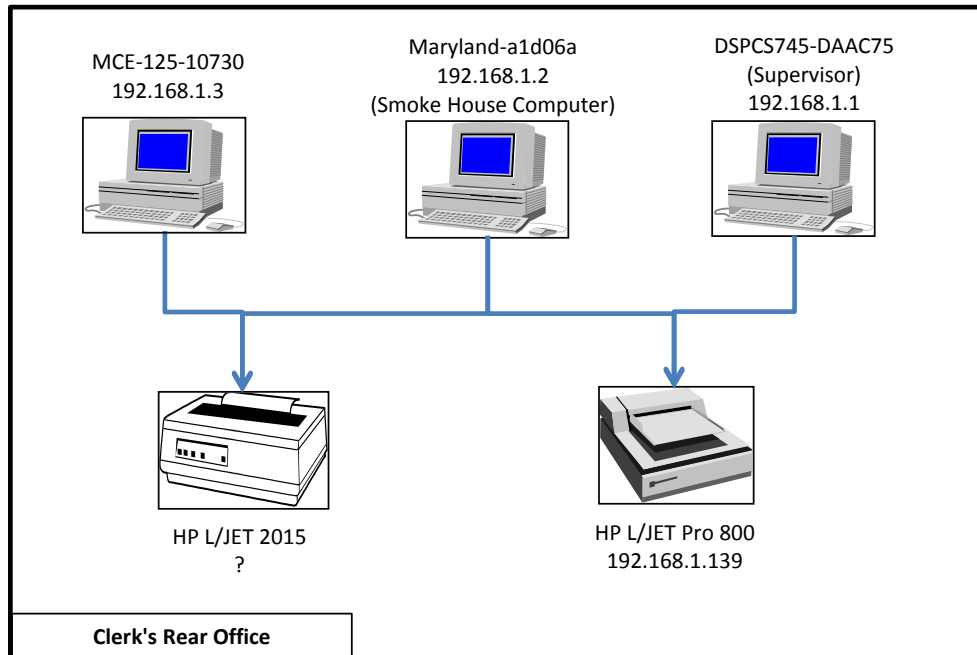 MCE-125-10730
192.168.1.3
Maryland-a1d06a
192.168.1.2
(Smoke House Computer)
DSPCS745-DAAC75
(Supervisor)
192.168.1.1
HP L/JET 2015
?
HP L/JET Pro 800
192.168.1.139
Clerk's Rear Office